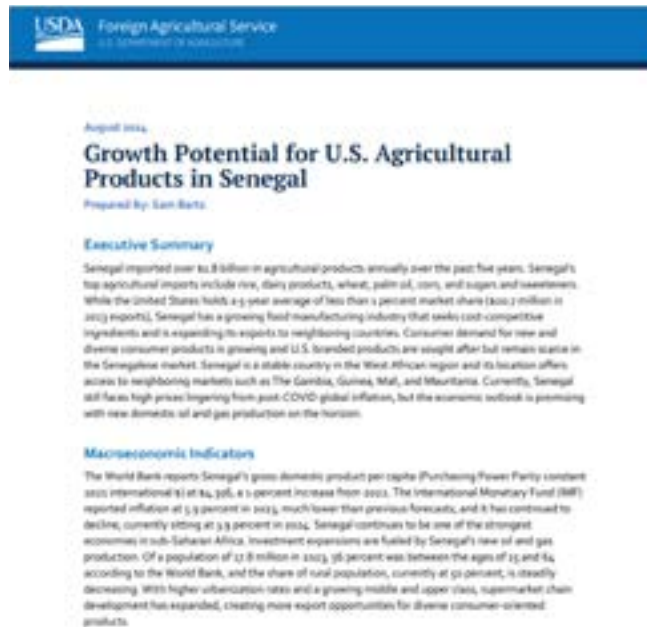 USDA Foreign Agricultural Service
U.S. DEPARTMENT OF AGRICULTURE
August 2024
Growth Potential for U.S. Agricultural
Products in Senegal
Prepared By: Sam Bartz
Executive Summary
Senegal imported over billion in agricultural products annually over the past five years. Senegal's
top agricultural imports include rice, dairy products, wheat, palm oil, corn, and sugars and sweeteners.
While the United States holds a 5-year average of less than 1 percent market share million in
2023 exports), Senegal has a growing food manufacturing industry that seeks cost-competitive
ingredients and is expanding its exports to neighboring countries. Consumer demand for new and
diverse consumer products is growing and U.S. branded products are sought after but remain scarce in
the Senegalese market. Senegal is a stable country in the West African region and its location offers
access to neighboring markets such as The Gambia, Guinea, Mali, and Mauritania. Currently, Senegal
still faces high prices lingering from post-COVID global inflation, but the economic outlook is promising
with new domestic oil and gas production on the horizon.
Macroeconomic Indicators
The World Bank reports Senegal's gross domestic product per capita (Purchasing Power Parity constant
international $) at percent increase from 2022. The International Monetary Fund (IMF)
reported inflation at 5.9 percent in 2023, much lower than previous forecasts, and it has continued to
decline, currently sitting at 3.9 percent in 2024. Senegal continues to be one of the strongest
economies in sub-Saharan Africa. Investment expansions are fueled by Senegal's new oil and gas
production. Of a population of 17.8 million in 2023, 56 percent was between the ages of 15 and 64
according to the World Bank, and the share of rural population, currently at 50 percent, is steadily
decreasing. With higher urbanization rates and a growing middle and upper class, supermarket chain
development has expanded, creating more export opportunities for diverse consumer-oriented
products.